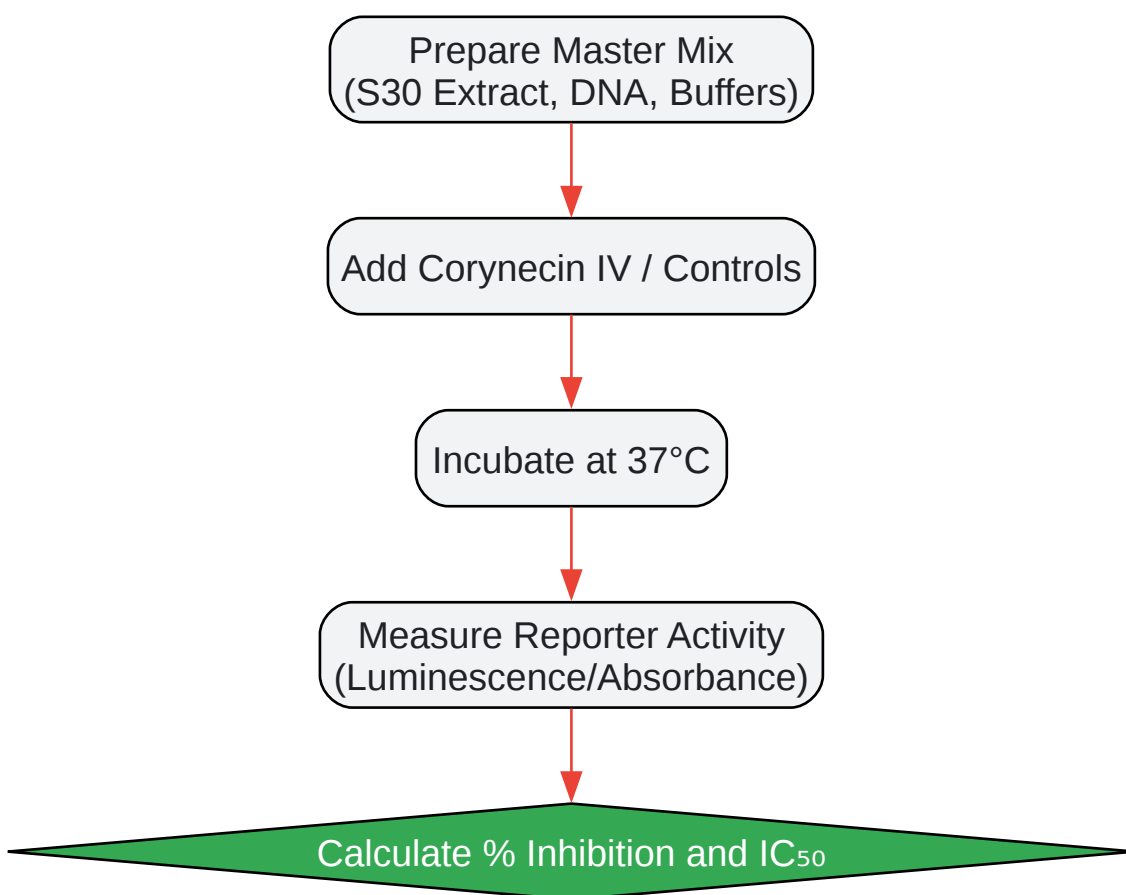 Prepare Master Mix
(S30 Extract, DNA, Buffers)
Add Corynecin IV / Controls
Incubate at 37°C
Measure Reporter Activity
(Luminescence/Absorbance)
Calculate % Inhibition and IC₅₀